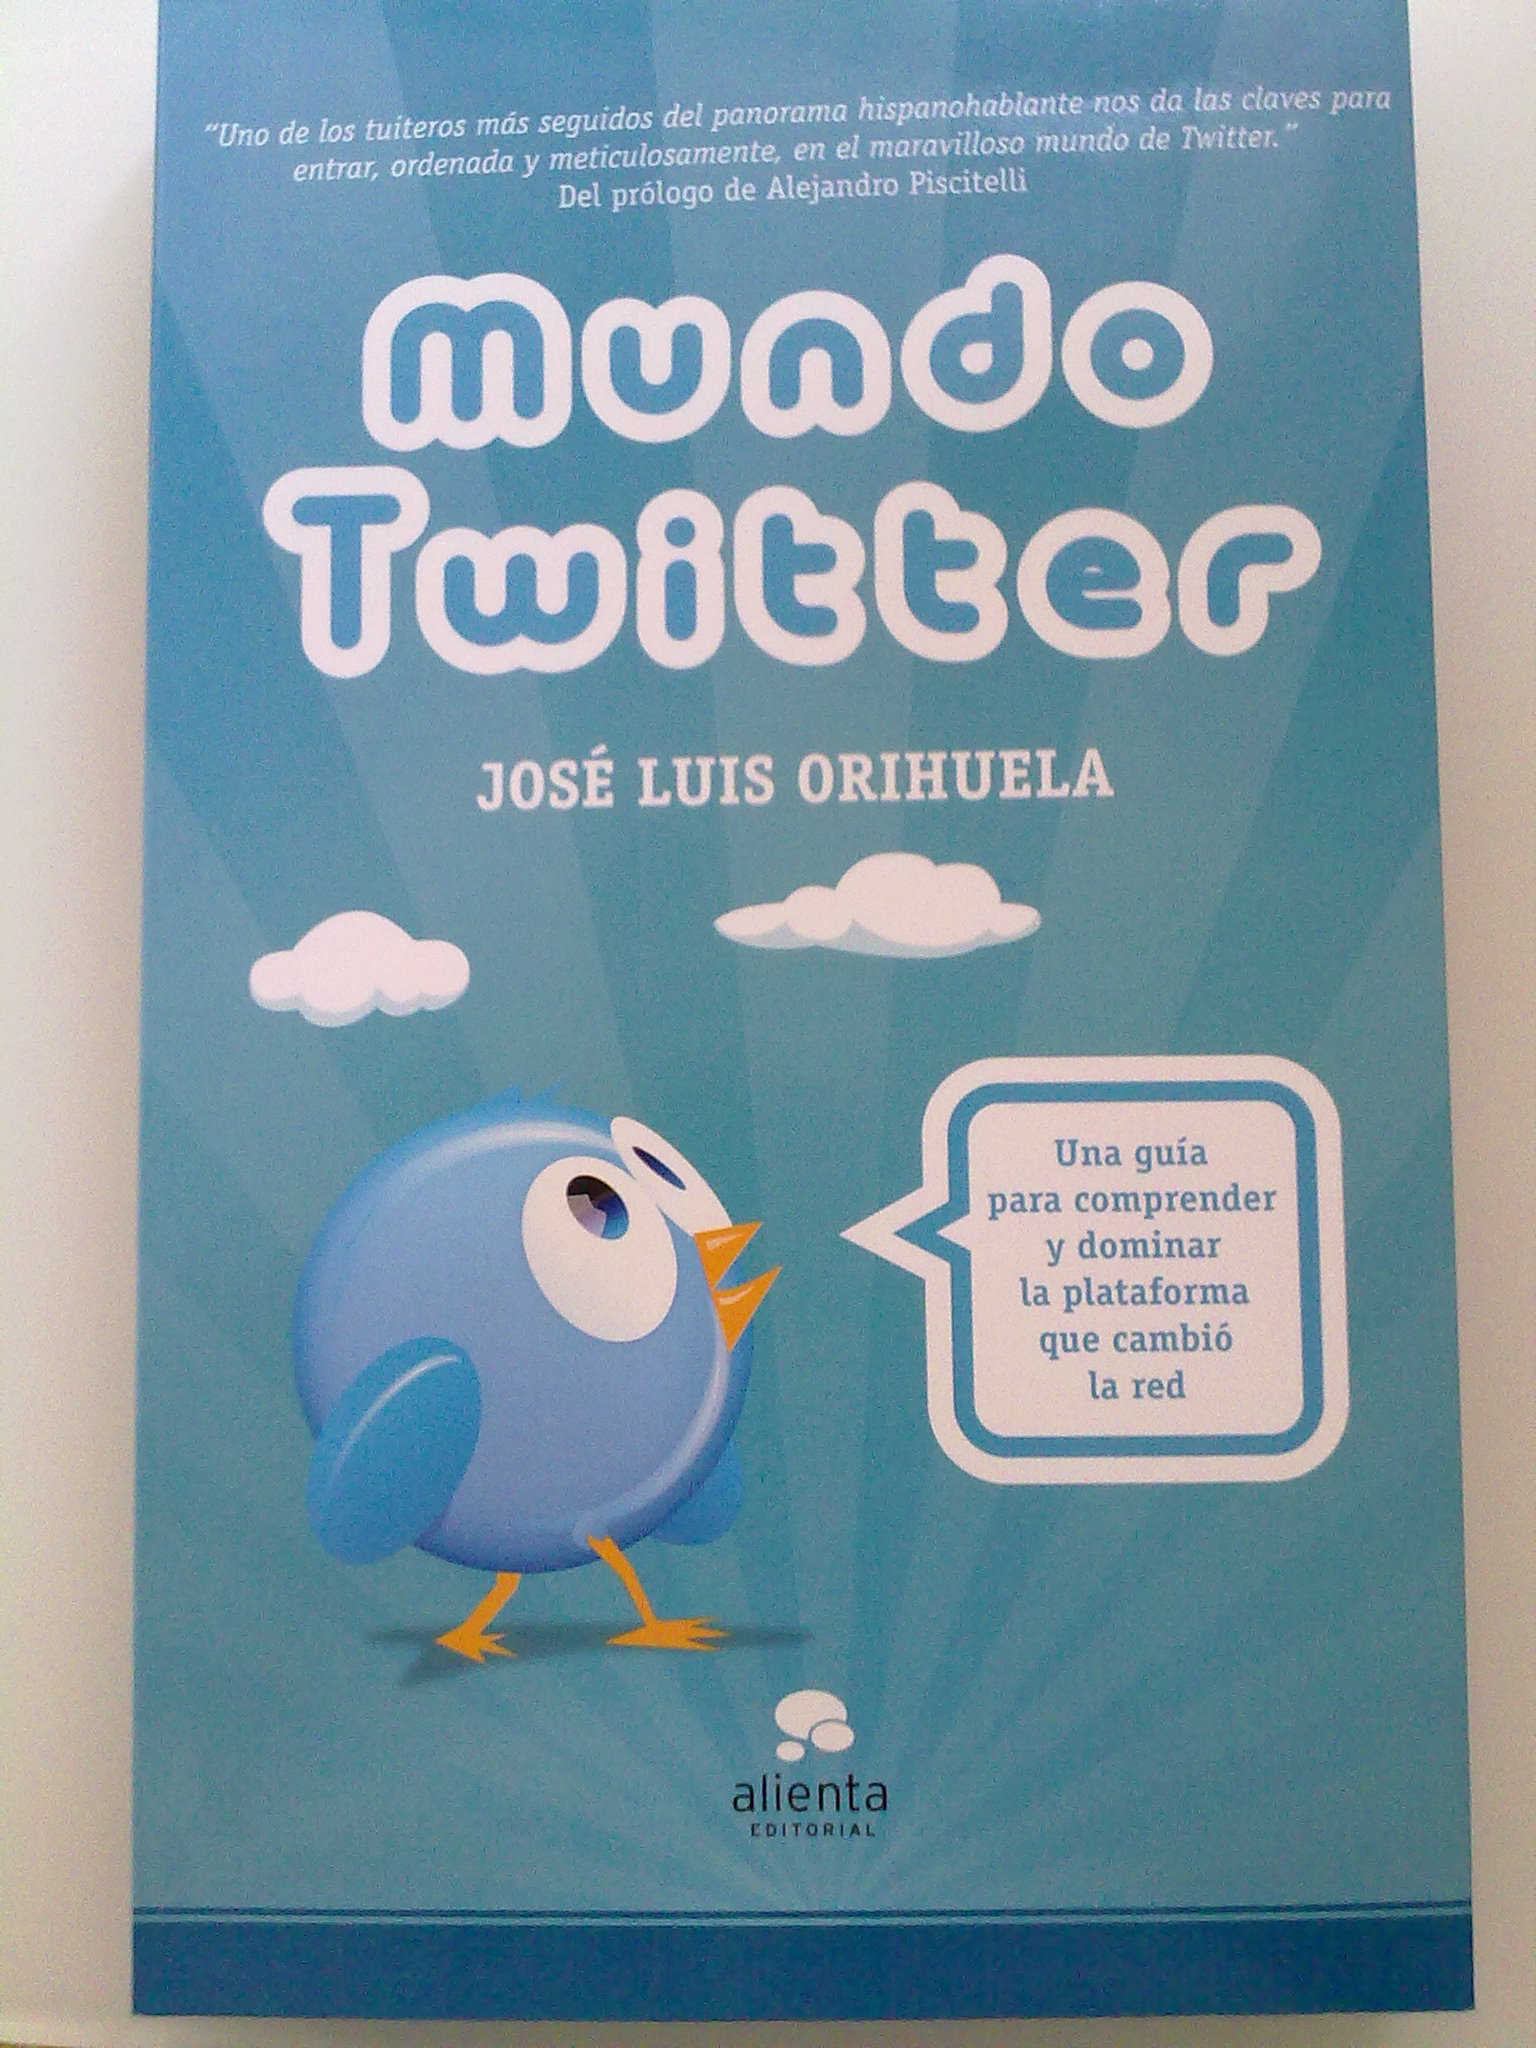 “Uno de los tuiteros más seguidos del panorama hispanohablante nos da las claves para
entrar, ordenada y meticulosamente, en el maravilloso mundo de Twitter.”
Del prólogo de Alejandro Piscitelli
mundo
Twitter
JOSÉ LUIS ORIHUELA
Una guía
para comprender
y dominar
la plataforma
que cambió
la red
alienta
EDITORIAL